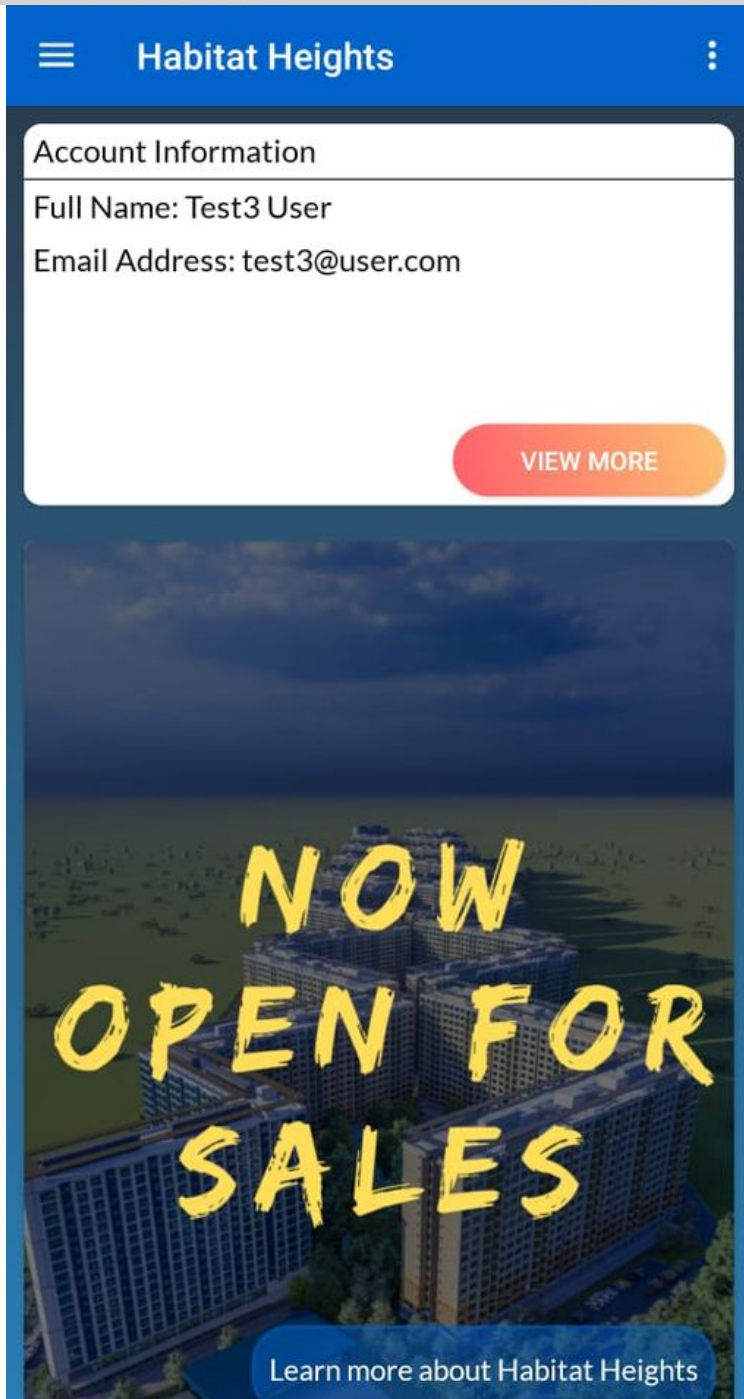 Habitat Heights
Account Information
Full Name: Test3 User
Email Address: test3@user.com
VIEW MORE
NOW
OPEN FOR
SALES
Learn more about Habitat Heights